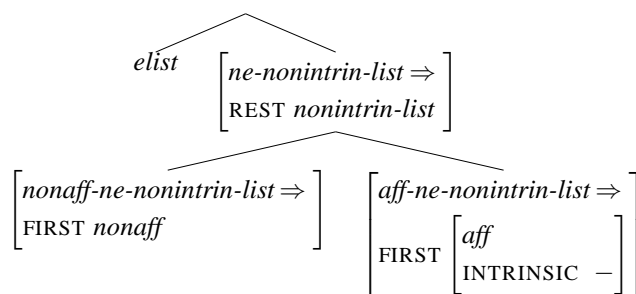 elist
ne-nonintrin-list ⇒
REST nonintrin-list
nonaff-ne-nonintrin-list ⇒
FIRST nonaff
aff-ne-nonintrin-list ⇒
FIRST
aff
INTRINSIC –